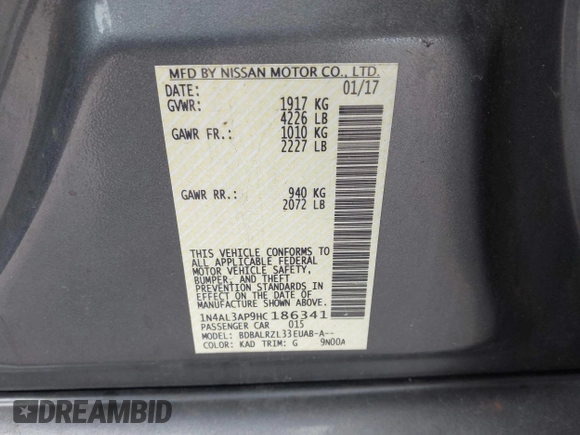 MFD BY NISSAN MOTOR CO., LTD.
DATE: 01/17
GVWR: 1917 KG
4226 LB
GAWR FR.: 1010 KG
2227 LB
GAWR RR.: 940 KG
2072 LB
THIS VEHICLE CONFORMS TO
ALL APPLICABLE FEDERAL
MOTOR VEHICLE SAFETY,
BUMPER, AND THEFT
PREVENTION STANDARDS
IN EFFECT ON THE DATE OF
MANUFACTURE SHOWN ABOVE.
1N4AL3AP9HC186341
PASSENGER CAR 015
MODEL: BDBALRZL33EUAB-A--
COLOR: KAD TRIM: G 9N00A
DREAMBID